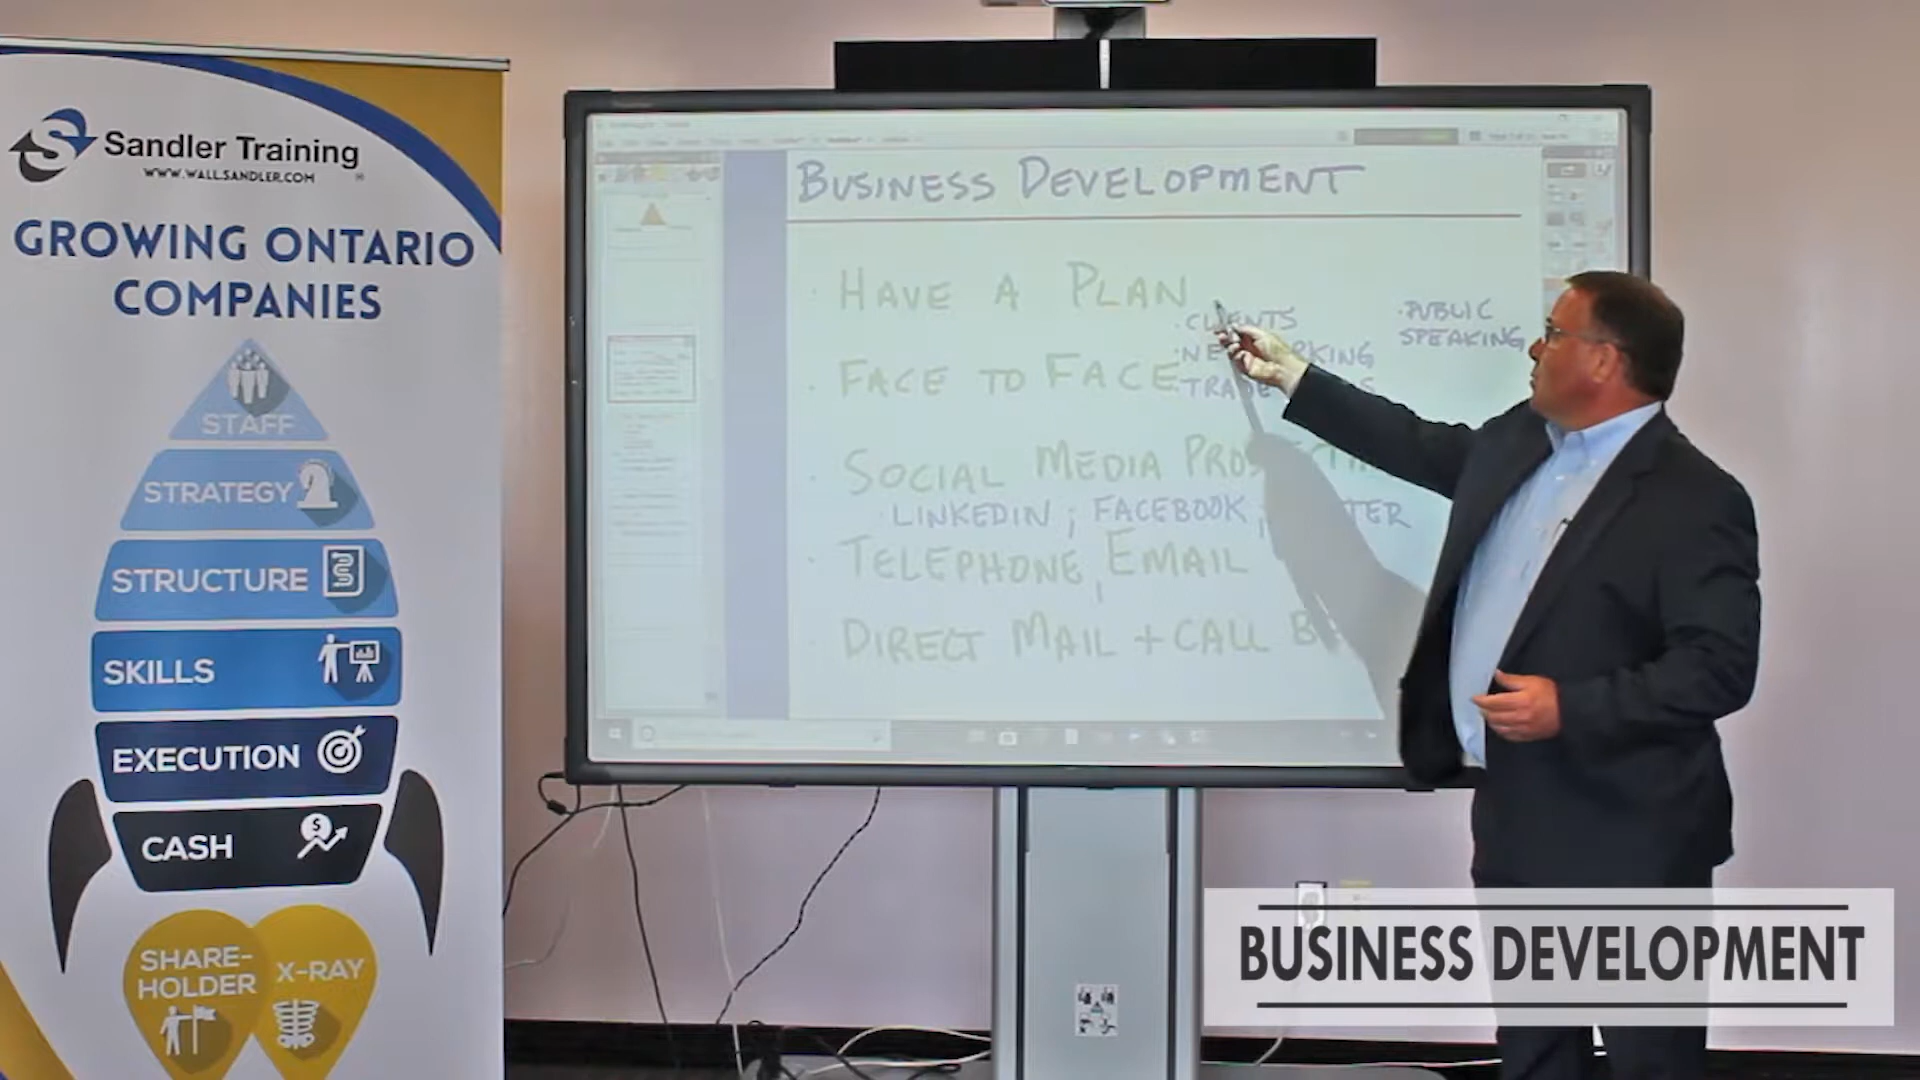 Sandler Training
WWW.WALL.SANDLER.COM
GROWING ONTARIO
COMPANIES
STAFF
STRATEGY
STRUCTURE
SKILLS
EXECUTION
CASH
SHARE-
HOLDER
X-RAY
BUSINESS DEVELOPMENT
· HAVE A PLAN
· CLIENTS
· PUBLIC
SPEAKING
· FACE TO FACE
· SOCIAL MEDIA
· LINKEDIN ; FACEBOOK ;
· TELEPHONE, EMAIL
· DIRECT MAIL + CALL
BUSINESS DEVELOPMENT